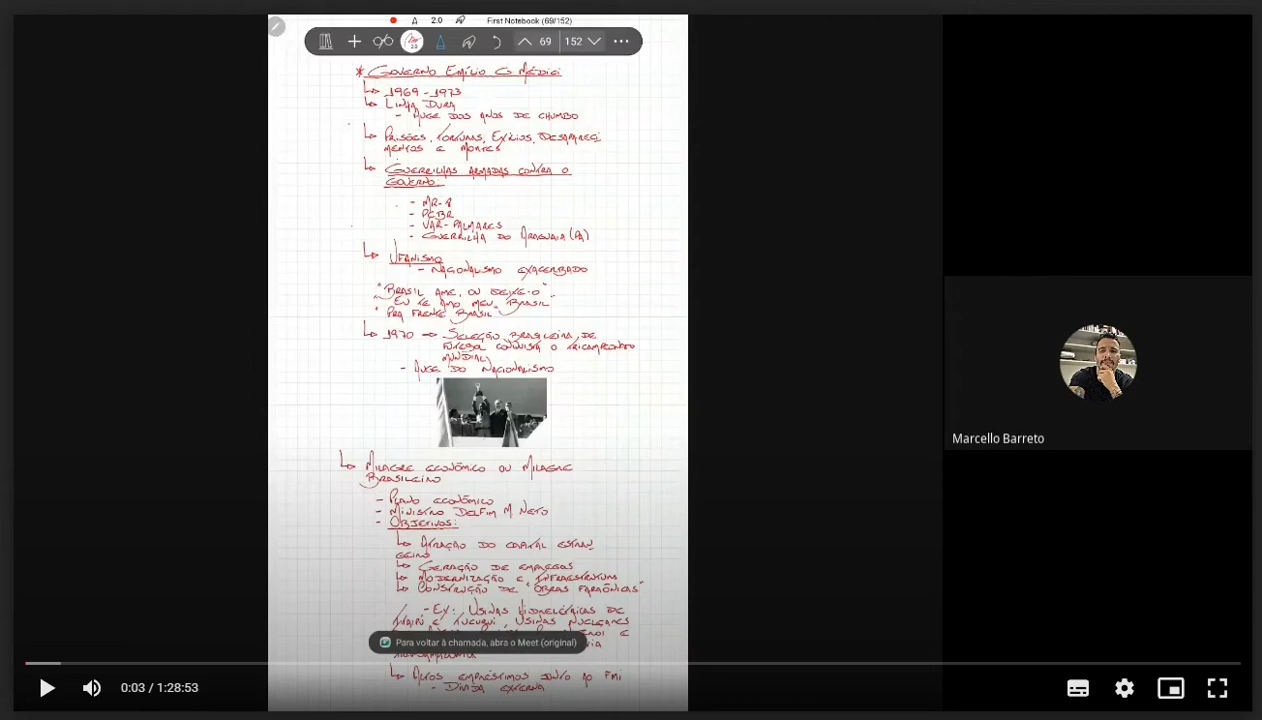 2.0
First Notebook (69/152)
2.0
69
152
* GOVERNO EMÍLIO G MÉDICI
↳ 1969 - 1973
↳ LINHA DURA
- AUGE DOS ANOS DE CHUMBO
↳ PRISÕES, TORTURAS, EXÍLIOS, DESAPARECI
MENTOS E MORTES
↳ GUERRILHAS ARMADAS CONTRA O
GOVERNO:
- MR-8
- PCBR
- VAR-PALMARES
- GUERRILHA DO ARAGUAIA (PA)
↳ UFANISMO
- NACIONALISMO EXACERBADO
"BRASIL AME, OU DEIXE-O"
"EU TE AMO MEU BRASIL"
"PRA FRENTE BRASIL"
↳ 1970 → SELEÇÃO BRASILEIRA DE
FUTEBOL CONQUISTA O TRICAMPEONATO
MUNDIAL
- AUGE DO NACIONALISMO
↳ MILAGRE ECONÔMICO OU MILAGRE
BRASILEIRO
- PLANO ECONÔMICO
- MINISTRO DELFIM M NETO
- OBJETIVOS:
↳ ATRAÇÃO DO CAPITAL ESTRAN
GEIRO
↳ GERAÇÃO DE EMPREGOS
↳ MODERNIZAÇÃO E INFRAESTRUTURA
↳ CONSTRUÇÃO DE "OBRAS FARAÔNICAS"
- EX: USINAS HIDRELÉTRICAS DE
ITAIPÚ E TUCURUÍ, USINAS NUCLEARES
Para voltar à chamada, abra o Meet (original)
↳ ALTOS EMPRÉSTIMOS JUNTO AO FMI
- DÍVIDA EXTERNA
Marcello Barreto
0:03 / 1:28:53